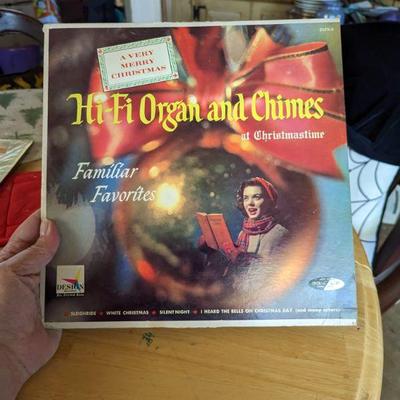 A VERY
MERRY
CHRISTMAS
Hi-Fi Organ and Chimes
at Christmastime
Familiar
Favorites
DESIGN
SLEIGHRIDE ★ WHITE CHRISTMAS ★ SILENT NIGHT ★ I HEARD THE BELLS ON CHRISTMAS DAY (and many others)